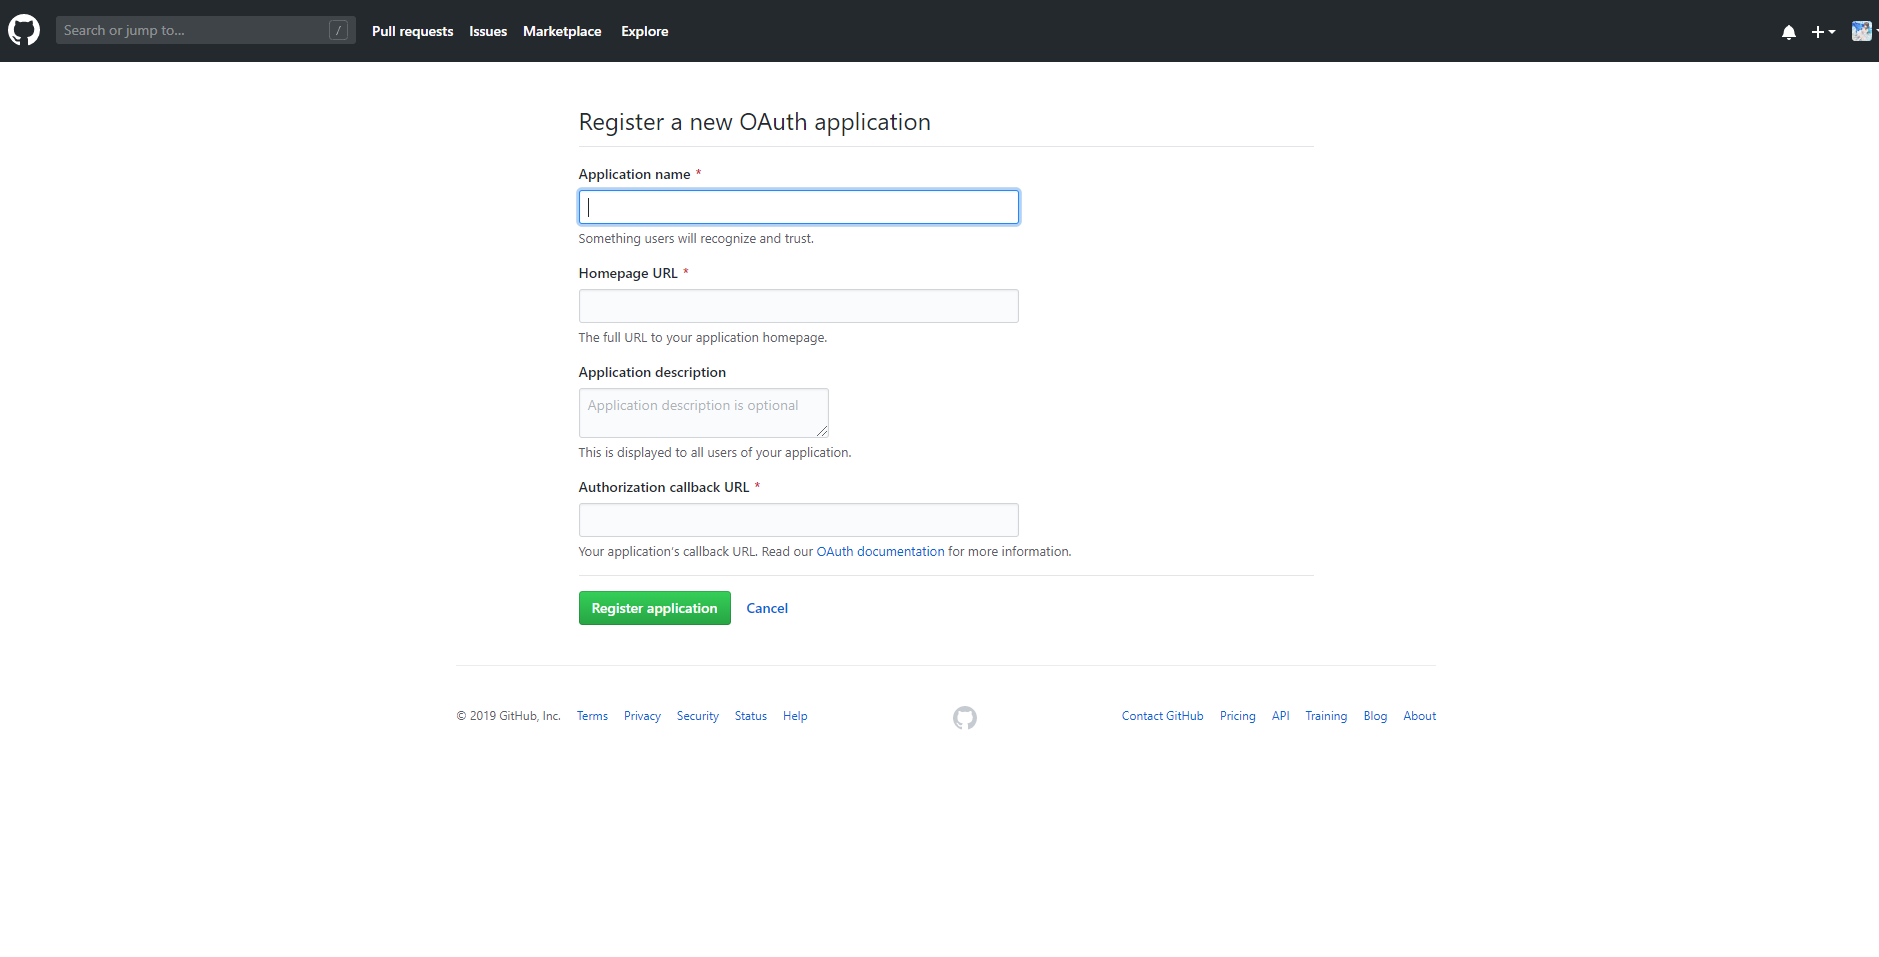 Search or jump to... /
Pull requests Issues Marketplace Explore
Register a new OAuth application
Application name *
Something users will recognize and trust.
Homepage URL *
The full URL to your application homepage.
Application description
Application description is optional
This is displayed to all users of your application.
Authorization callback URL *
Your application's callback URL. Read our OAuth documentation for more information.
Register application Cancel
© 2019 GitHub, Inc. Terms Privacy Security Status Help Contact GitHub Pricing API Training Blog About